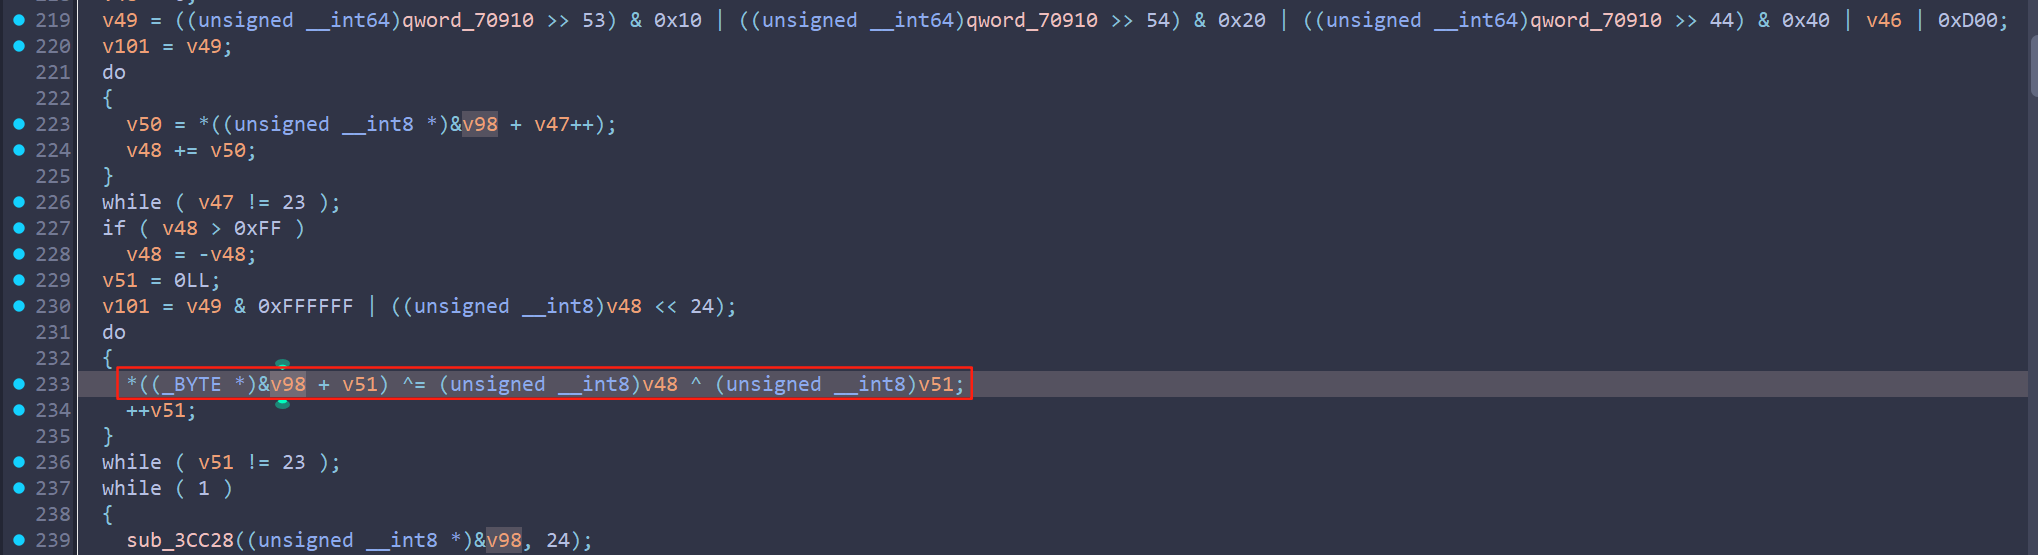 219 v49 = ((unsigned __int64)qword_70910 >> 53) & 0x10 | ((unsigned __int64)qword_70910 >> 54) & 0x20 | ((unsigned __int64)qword_70910 >> 44) & 0x40 | v46 | 0xD00;
220 v101 = v49;
221 do
222 {
223 v50 = *((unsigned __int8 *)&v98 + v47++);
224 v48 += v50;
225 }
226 while ( v47 != 23 );
227 if ( v48 > 0xFF )
228 v48 = -v48;
229 v51 = 0LL;
230 v101 = v49 & 0xFFFFFF | ((unsigned __int8)v48 << 24);
231 do
232 {
233 *((_BYTE *)&v98 + v51) ^= (unsigned __int8)v48 ^ (unsigned __int8)v51;
234 ++v51;
235 }
236 while ( v51 != 23 );
237 while ( 1 )
238 {
239 sub_3CC28((unsigned __int8 *)&v98, 24);